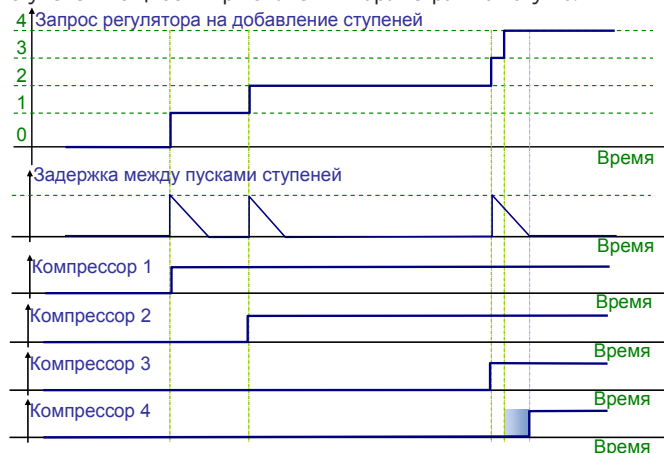 4
Запрос регулятора на добавление ступеней
3
2
1
0
Время
Задержка между пусками ступеней
Время
Компрессор 1
Время
Компрессор 2
Время
Компрессор 3
Время
Компрессор 4
Время